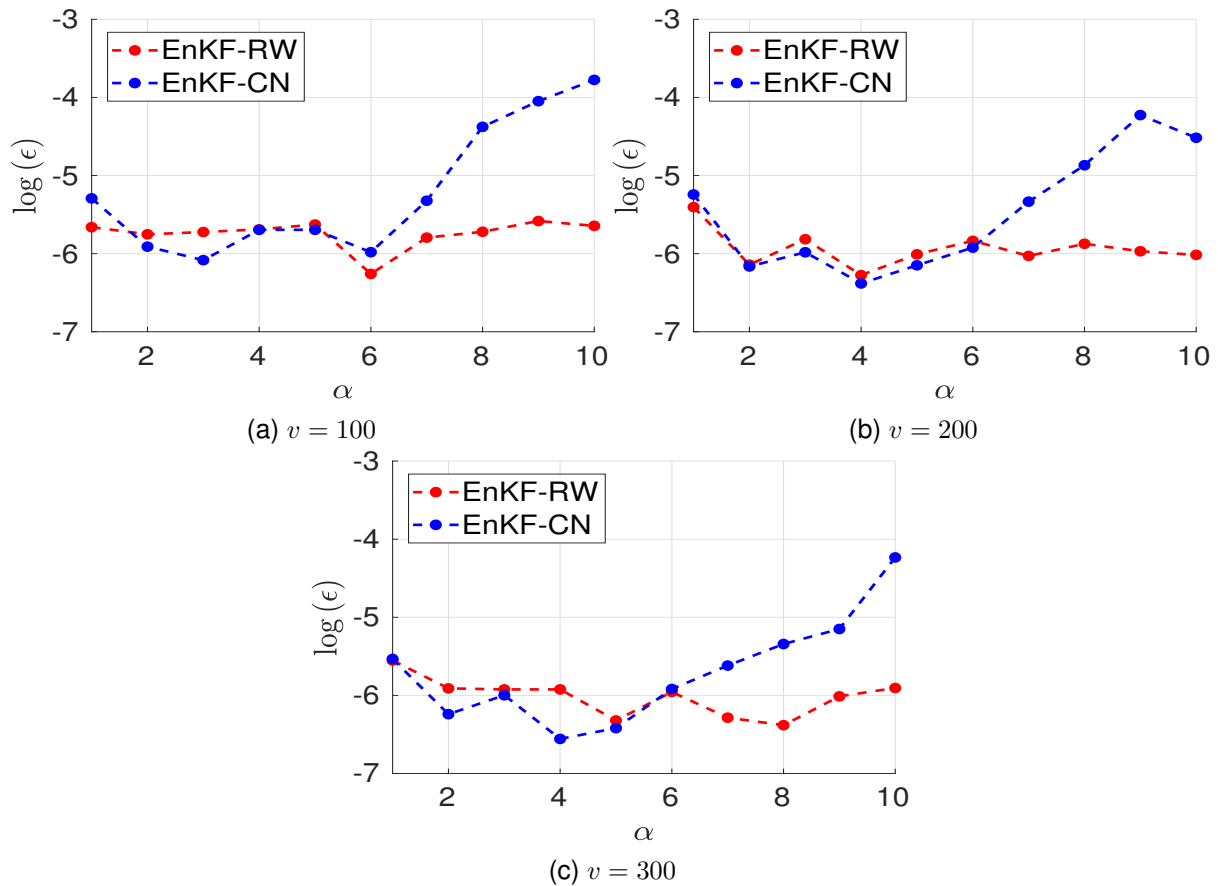 -3
EnKF-RW
EnKF-CN
-4
-5
-6
-7
log (ϵ)
2 4 6 8 10
α
(a) v = 100
-3
EnKF-RW
EnKF-CN
-4
-5
-6
-7
log (ϵ)
2 4 6 8 10
α
(b) v = 200
-3
EnKF-RW
EnKF-CN
-4
-5
-6
-7
log (ϵ)
2 4 6 8 10
α
(c) v = 300